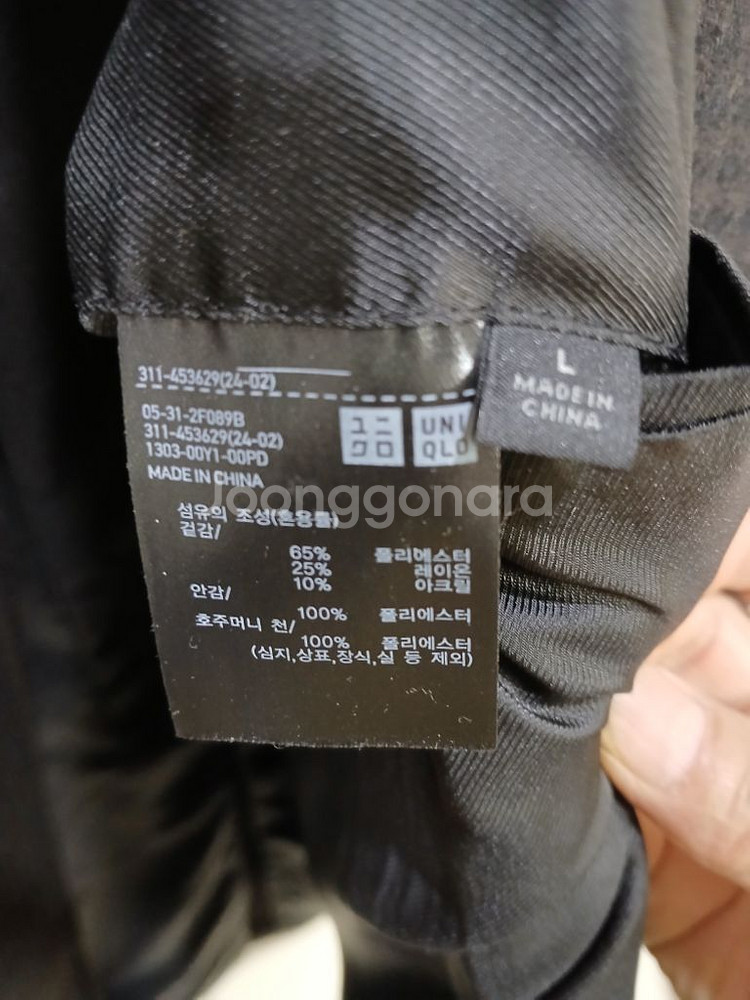 311-453629(24-02)
05-31-2F089B
311-453629(24-02)
1303-00Y1-00PD
MADE IN CHINA
ユニ
クロ
UNI
QLO
L
MADE IN
CHINA
Joonggonara
섬유의 조성(혼용률)
겉감/
65% 폴리에스터
25% 레이온
10% 아크릴
안감/
100% 폴리에스터
호주머니 천/
100% 폴리에스터
(심지,상표,장식,실 등 제외)